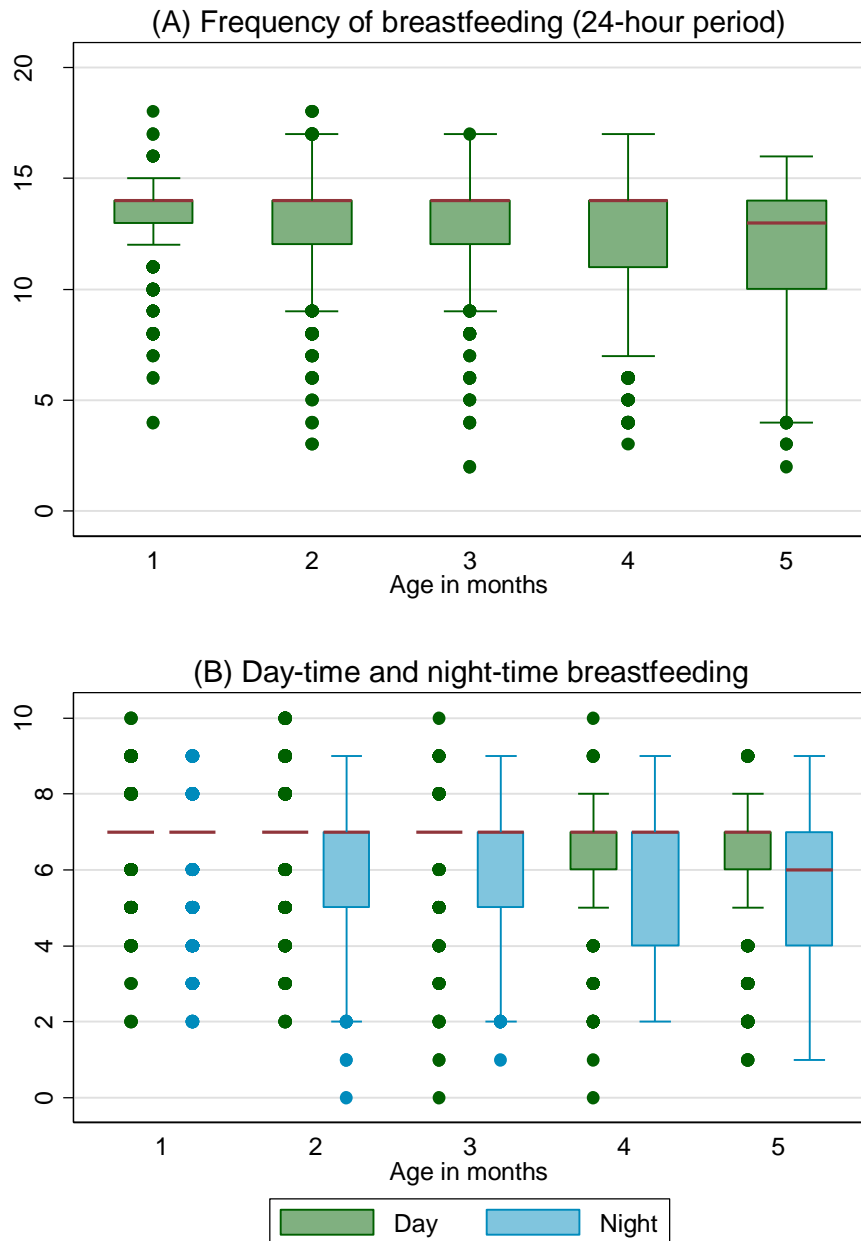 (A) Frequency of breastfeeding (24-hour period)
20
15
10
5
0
1 2 3 4 5
Age in months
(B) Day-time and night-time breastfeeding
10
8
6
4
2
0
1 2 3 4 5
Age in months
Day Night